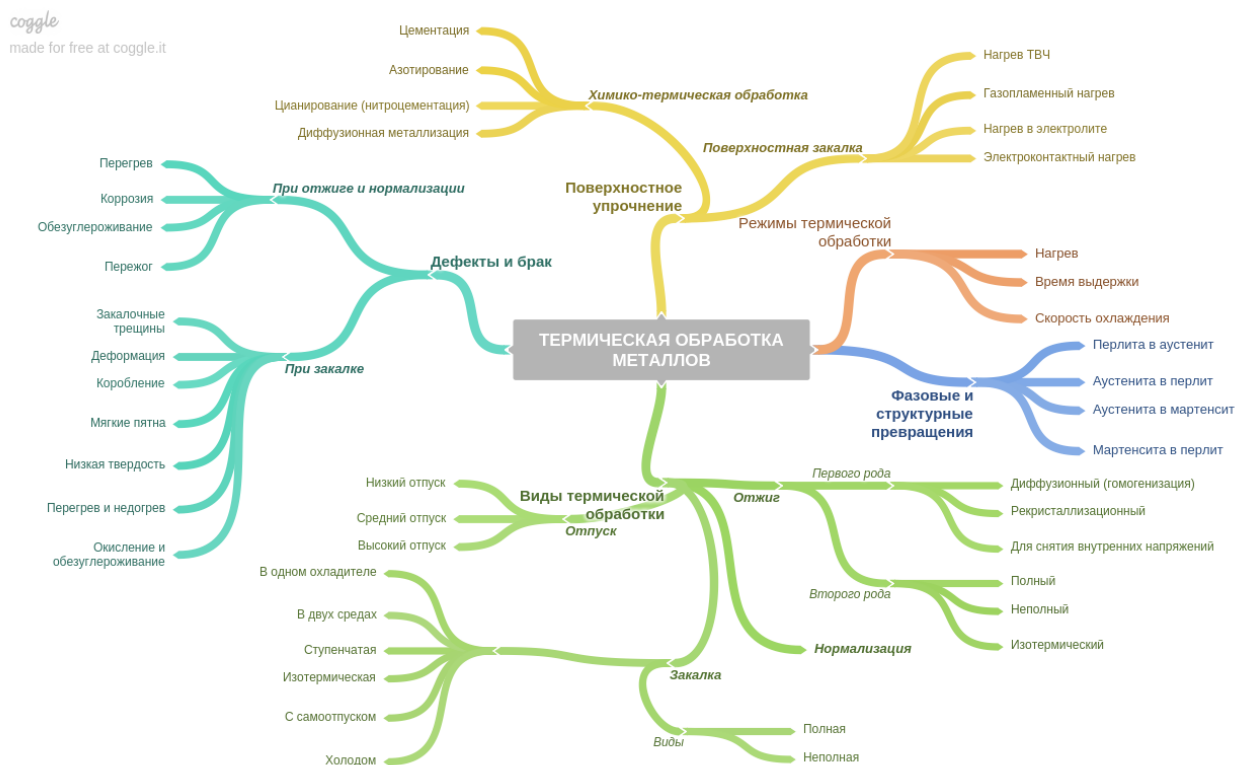 coggle
made for free at coggle.it
Цементация
Азотирование
Цианирование (нитроцементация)
Диффузионная металлизация
Химико-термическая обработка
Поверхностная закалка
Нагрев ТВЧ
Газопламенный нагрев
Нагрев в электролите
Электроконтактный нагрев
Поверхностное
упрочнение
Режимы термической
обработки
Нагрев
Время выдержки
Скорость охлаждения
Перегрев
Коррозия
Обезуглероживание
Пережог
При отжиге и нормализации
Дефекты и брак
Закалочные
трещины
Деформация
Коробление
Мягкие пятна
Низкая твердость
Перегрев и недогрев
Окисление и
обезуглероживание
При закалке
ТЕРМИЧЕСКАЯ ОБРАБОТКА
МЕТАЛЛОВ
Фазовые и
структурные
превращения
Перлита в аустенит
Аустенита в перлит
Аустенита в мартенсит
Мартенсита в перлит
Виды термической
обработки
Отпуск
Низкий отпуск
Средний отпуск
Высокий отпуск
Отжиг
Первого рода
Диффузионный (гомогенизация)
Рекристаллизационный
Для снятия внутренних напряжений
Второго рода
Полный
Неполный
Изотермический
Нормализация
Закалка
В одном охладителе
В двух средах
Ступенчатая
Изотермическая
С самоотпуском
Холодом
Виды
Полная
Неполная